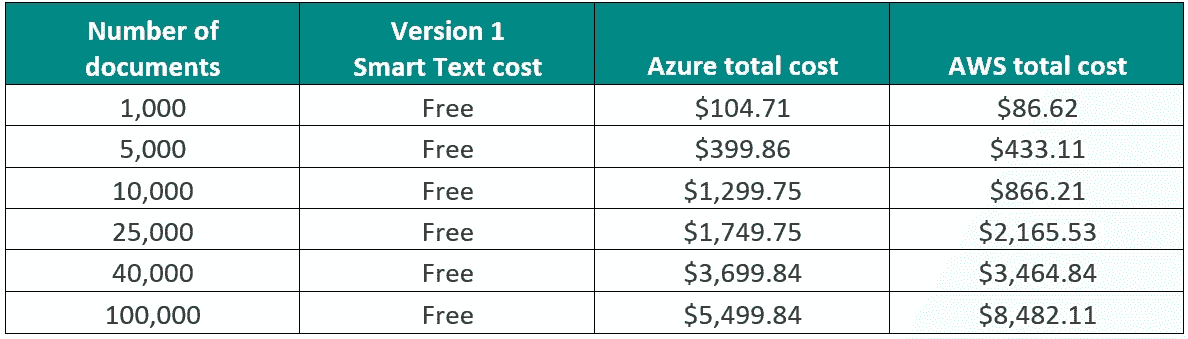 Number of documents Version 1 Smart Text cost Azure total cost AWS total cost
1,000 Free $104.71 $86.62
5,000 Free $399.86 $433.11
10,000 Free $1,299.75 $866.21
25,000 Free $1,749.75 $2,165.53
40,000 Free $3,699.84 $3,464.84
100,000 Free $5,499.84 $8,482.11